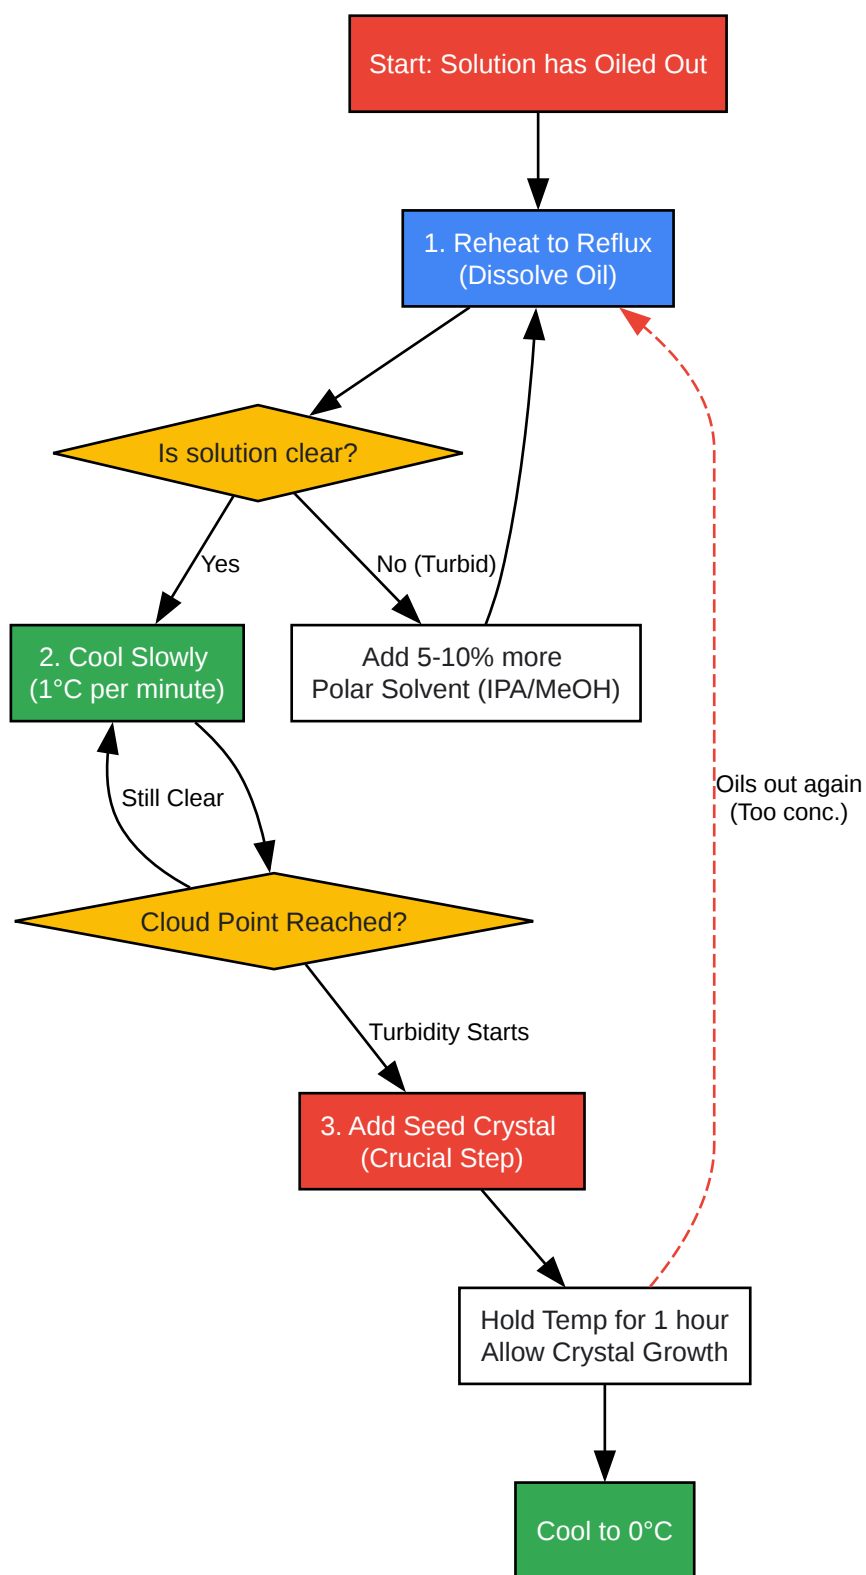 Start: Solution has Oiled Out
1. Reheat to Reflux
(Dissolve Oil)
Is solution clear?
Yes
No (Turbid)
2. Cool Slowly
(1°C per minute)
Add 5-10% more
Polar Solvent (IPA/MeOH)
Still Clear
Oils out again
(Too conc.)
Cloud Point Reached?
Turbidity Starts
3. Add Seed Crystal
(Crucial Step)
Hold Temp for 1 hour
Allow Crystal Growth
Cool to 0°C